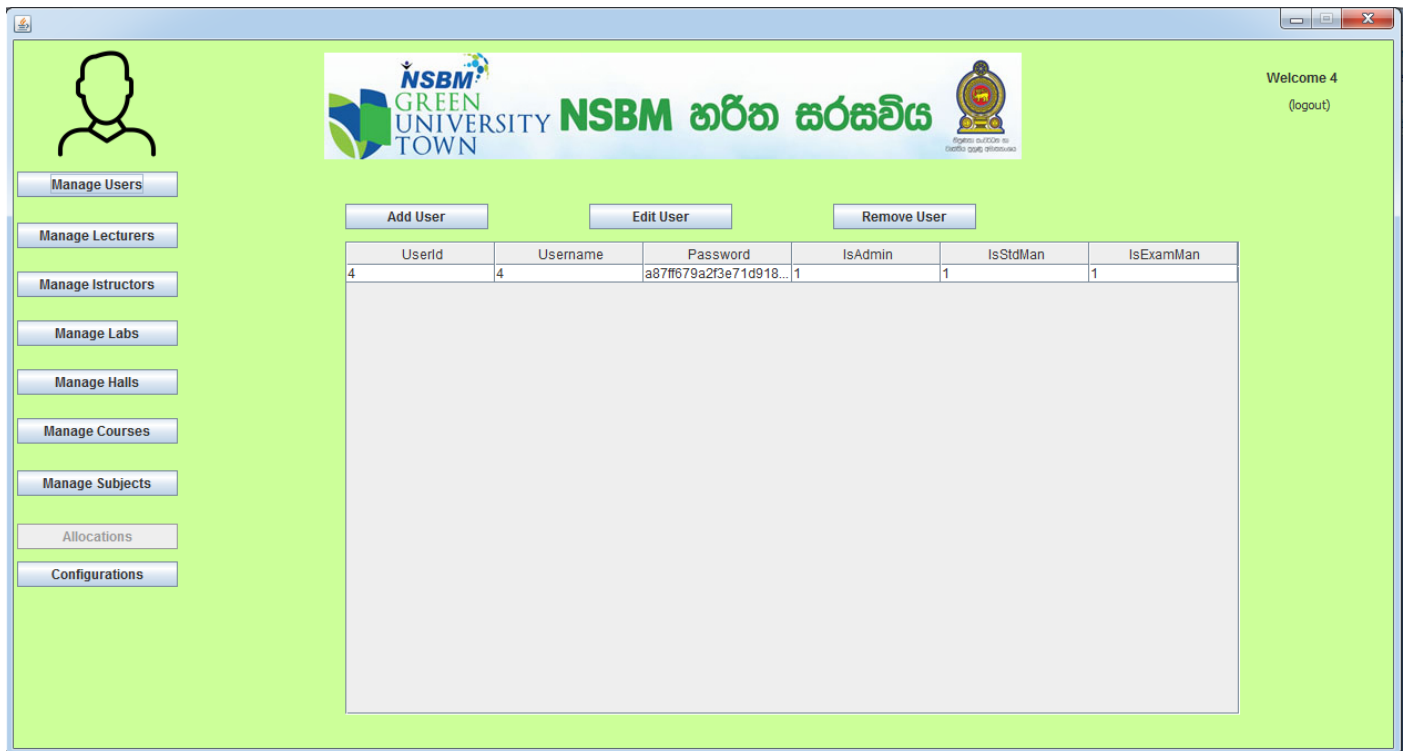 Welcome 4
(logout)
NSBM
GREEN
UNIVERSITY
TOWN
NSBM හරිත සරසවිය
Manage Users
Manage Lecturers
Manage Istructors
Manage Labs
Manage Halls
Manage Courses
Manage Subjects
Allocations
Configurations
Add User Edit User Remove User
UserId Username Password IsAdmin IsStdMan IsExamMan
4 4 a87ff679a2f3e71d918... 1 1 1